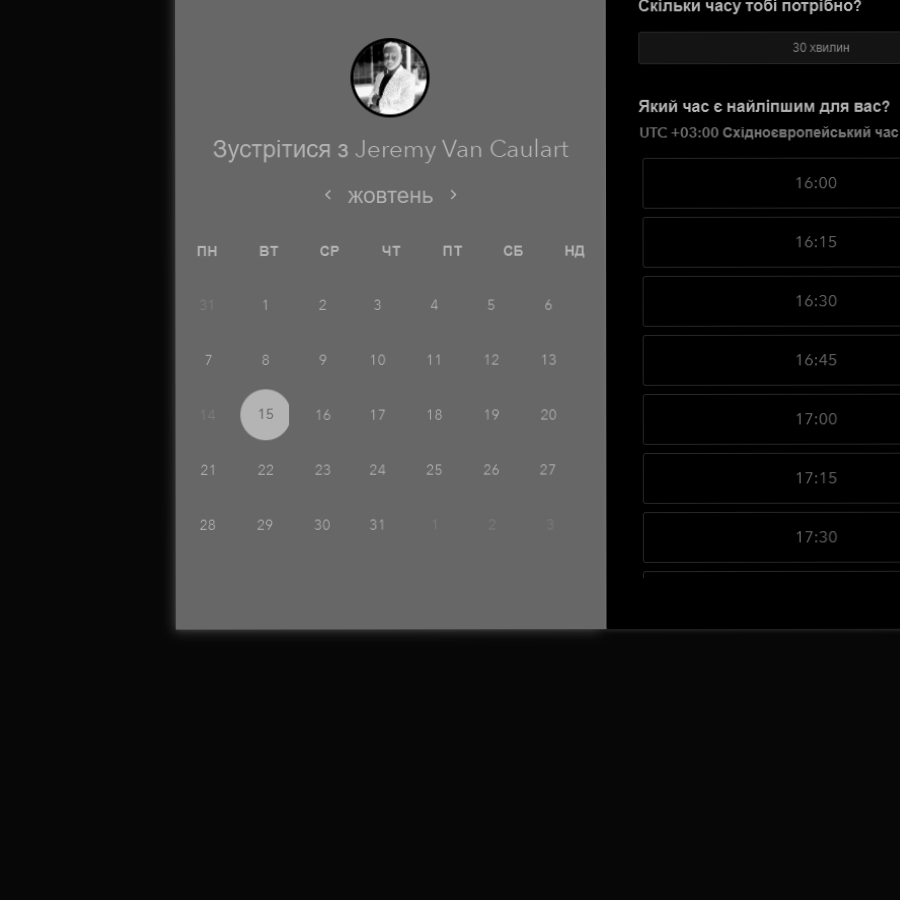 Зустрітися з Jeremy Van Caulart
жовтень
ПН ВТ СР ЧТ ПТ СБ НД
31 1 2 3 4 5 6
7 8 9 10 11 12 13
14 15 16 17 18 19 20
21 22 23 24 25 26 27
28 29 30 31 1 2 3
Скільки часу тобі потрібно?
30 хвилин
Який час є найліпшим для вас?
UTC +03:00 Східноєвропейський час
16:00
16:15
16:30
16:45
17:00
17:15
17:30